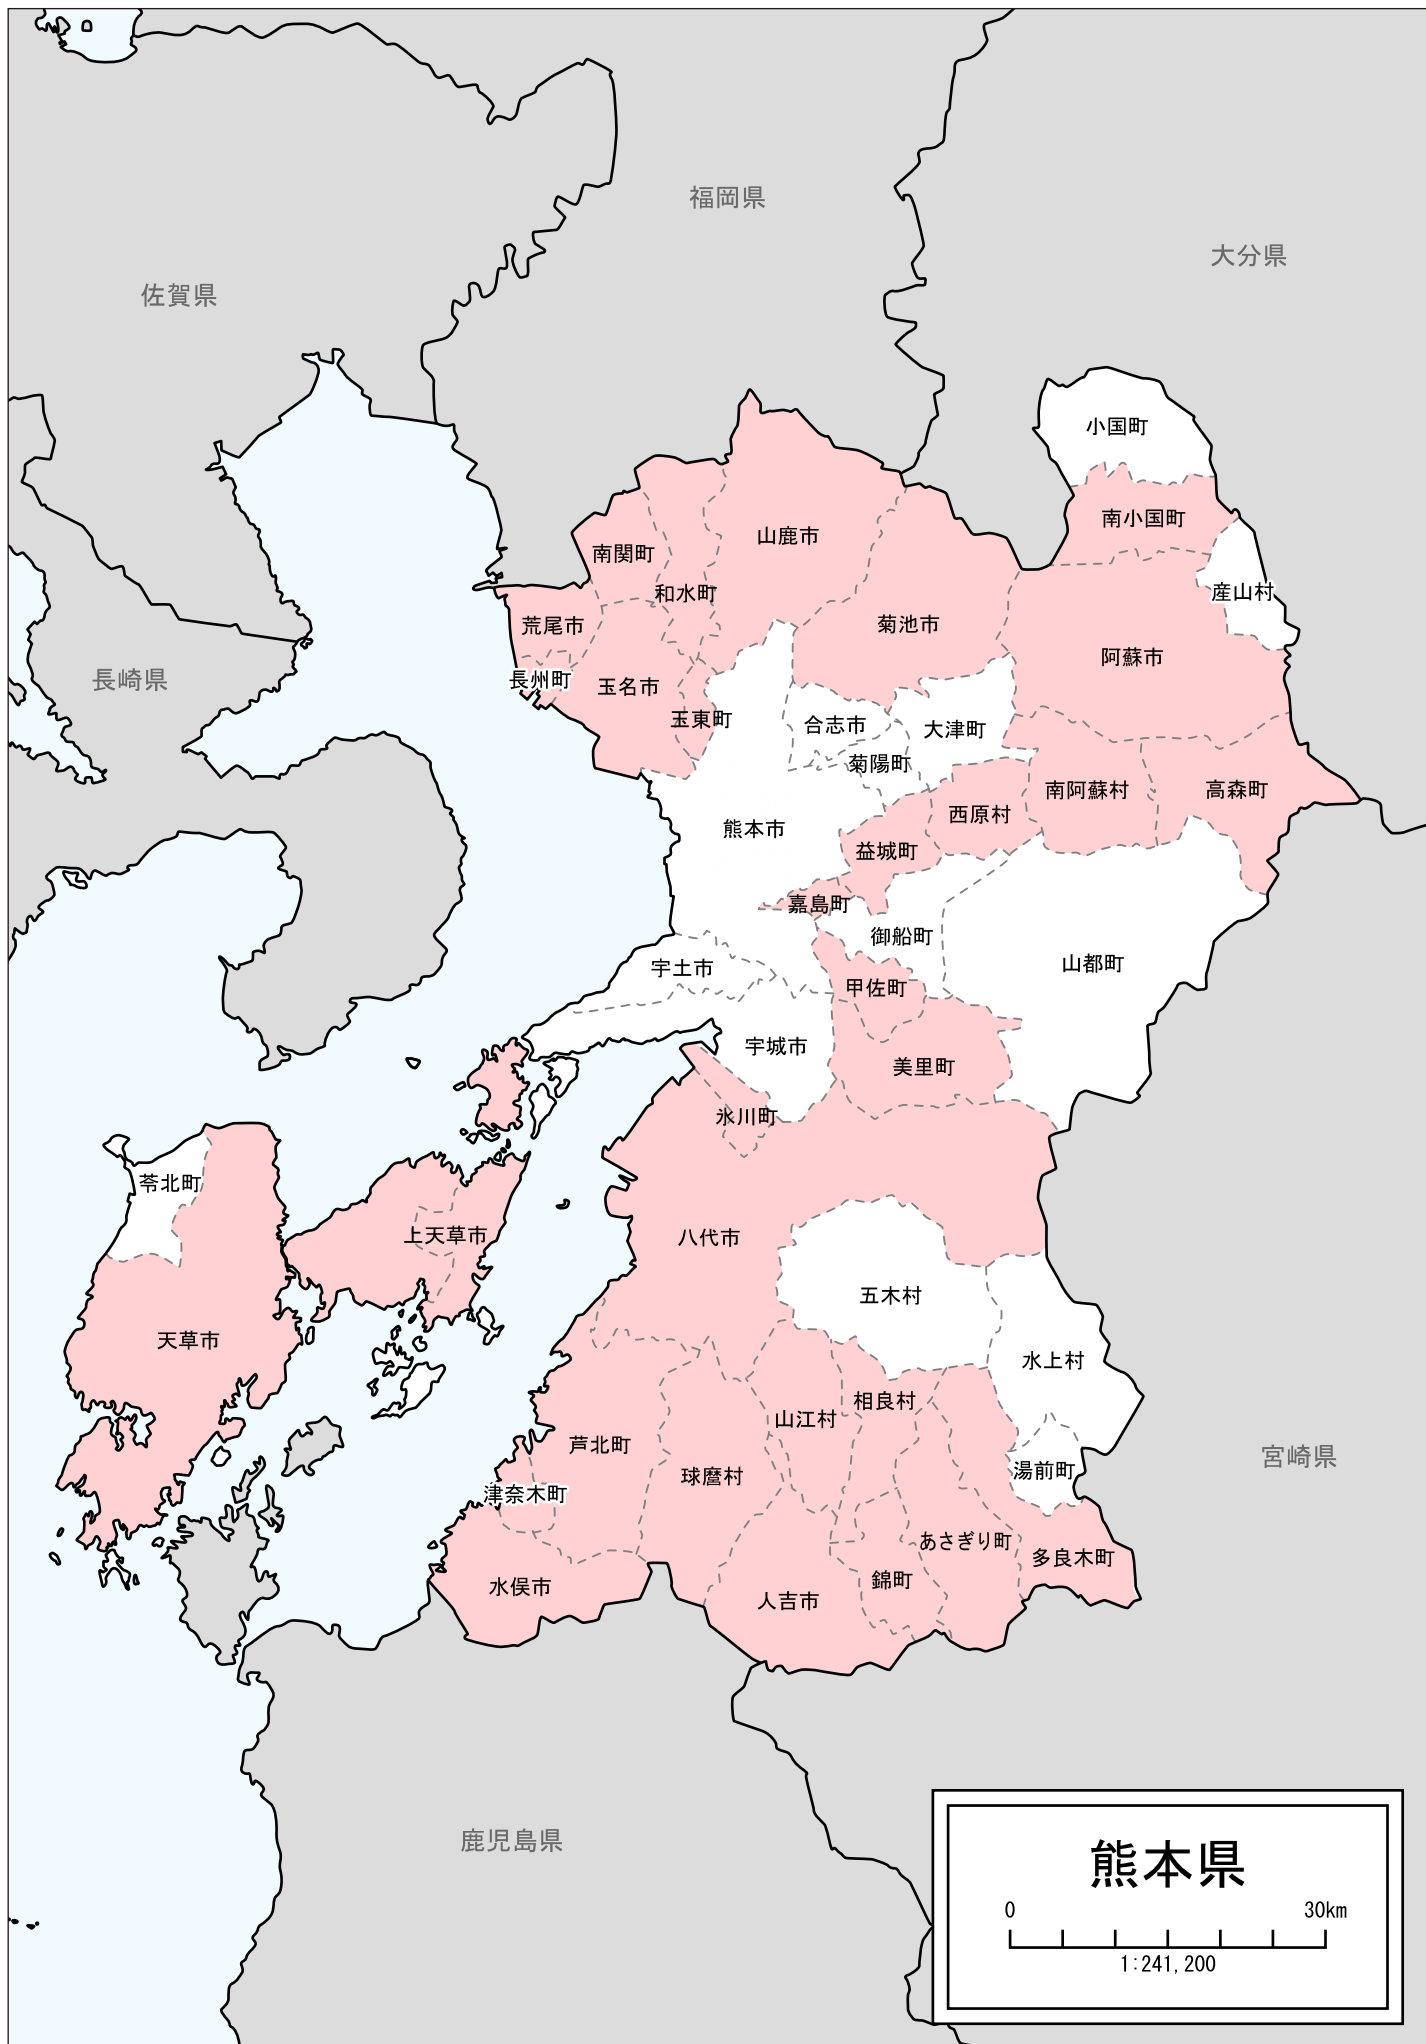 福岡県
大分県
佐賀県
小国町
南小国町
山鹿市
南関町
和水町
産山村
荒尾市
菊池市
阿蘇市
長崎県
長州町
玉名市
玉東町
合志市
大津町
菊陽町
南阿蘇村
高森町
西原村
熊本市
益城町
嘉島町
御船町
山都町
宇土市
甲佐町
宇城市
美里町
氷川町
苓北町
上天草市
八代市
五木村
天草市
水上村
相良村
山江村
芦北町
宮崎県
湯前町
球磨村
津奈木町
あさぎり町
多良木町
錦町
水俣市
人吉市
鹿児島県
熊本県
0 30km
1:241,200